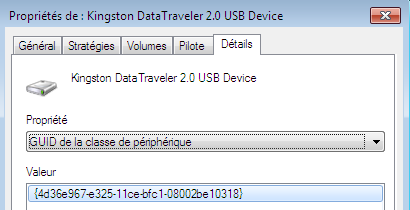 Propriétés de : Kingston DataTraveler 2.0 USB Device
Général Stratégies Volumes Pilote Détails
Kingston DataTraveler 2.0 USB Device
Propriété
GUID de la classe de périphérique
Valeur
{4d36e967-e325-11ce-bfc1-08002be10318}